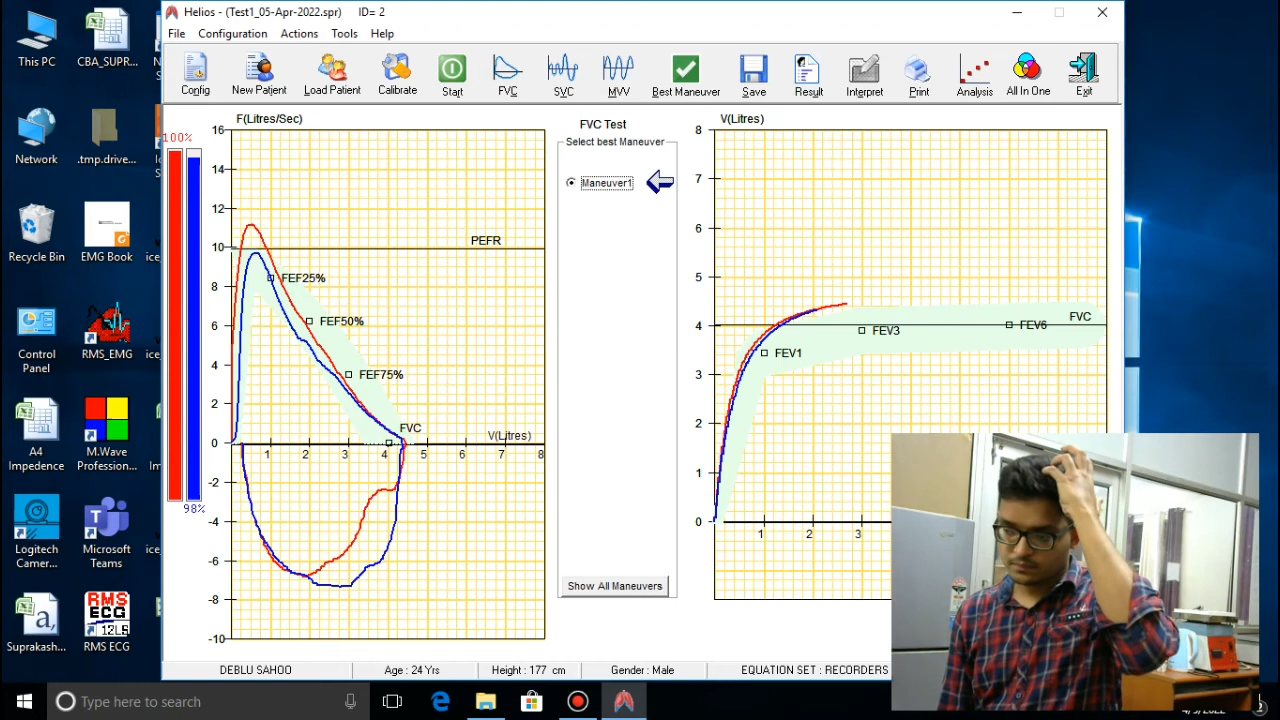 This PC
CBA_SUPR...
Network
.tmp.drive...
Recycle Bin
EMG Book
Control Panel
RMS_EMG
A4 Impedence
M.Wave Profession...
Logitech Camer...
Microsoft Teams
Suprakash...
RMS ECG
RMS
ECG
12LS
Helios - (Test1_05-Apr-2022.spr) ID= 2
File Configuration Actions Tools Help
Config New Patient Load Patient Calibrate Start FVC SVC MVV Best Maneuver Save Result Interpret Print Analysis All In One Exit
100%
98%
F(Litres/Sec)
16
14
12
10
8
6
4
2
0
-2
-4
-6
-8
-10
PEFR
FEF25%
FEF50%
FEF75%
FVC
V(Litres)
1 2 3 4 5 6 7 8
FVC Test
Select best Maneuver
Maneuver1
Show All Maneuvers
V(Litres)
8
7
6
5
4
3
2
1
0
FVC
FEV1
FEV3
FEV6
1 2 3
DEBLU SAHOO Age : 24 Yrs Height : 177 cm Gender : Male EQUATION SET : RECORDERS
Type here to search